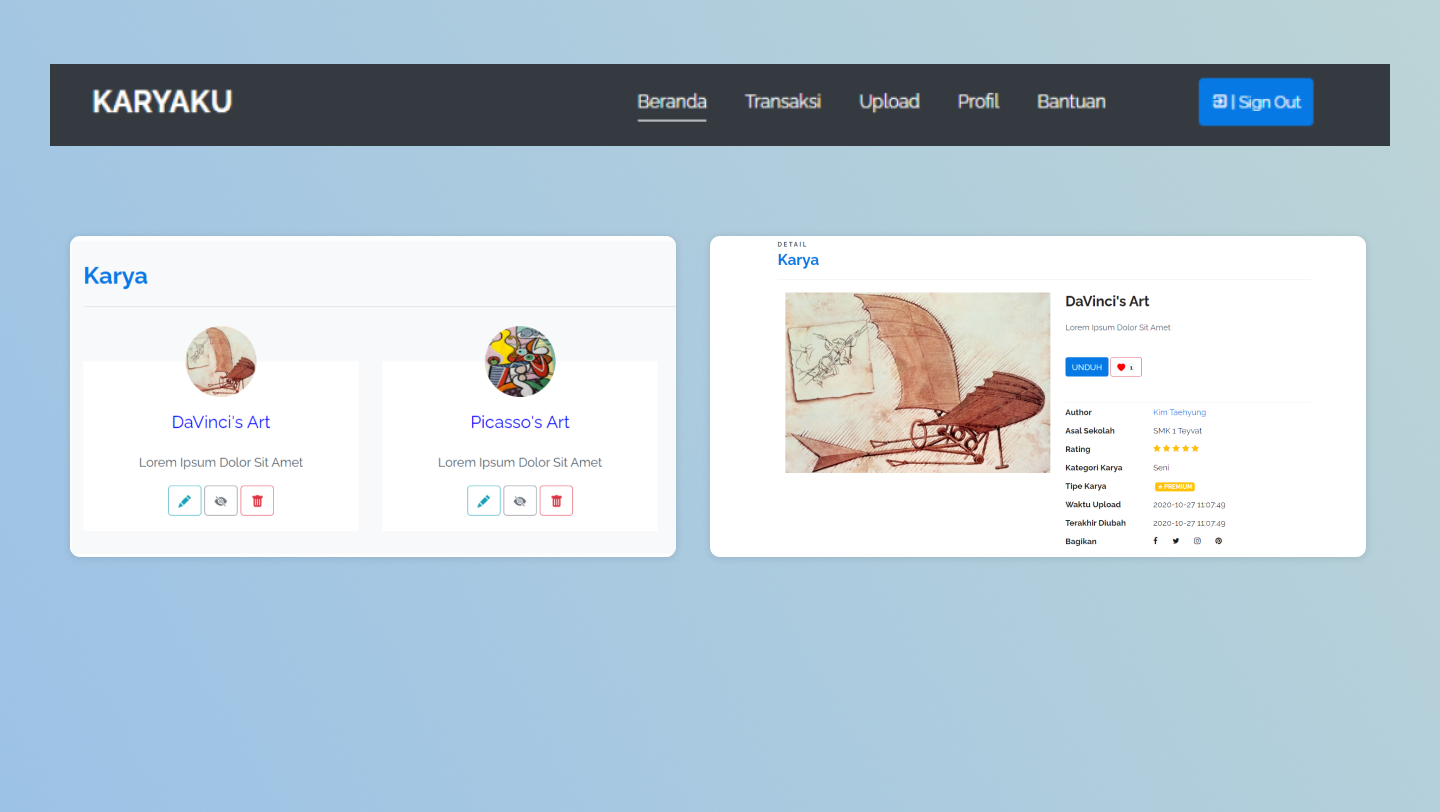 KARYAKU
Beranda Transaksi Upload Profil Bantuan | Sign Out
Karya
DaVinci's Art
Lorem Ipsum Dolor Sit Amet
Picasso's Art
Lorem Ipsum Dolor Sit Amet
DETAIL
Karya
DaVinci's Art
Lorem Ipsum Dolor Sit Amet
UNDUH 1
Author Kim Taehyung
Asal Sekolah SMK 1 Teyvat
Rating
Kategori Karya Seni
Tipe Karya PREMIUM
Waktu Upload 2020-10-27 11:07:49
Terakhir Diubah 2020-10-27 11:07:49
Bagikan